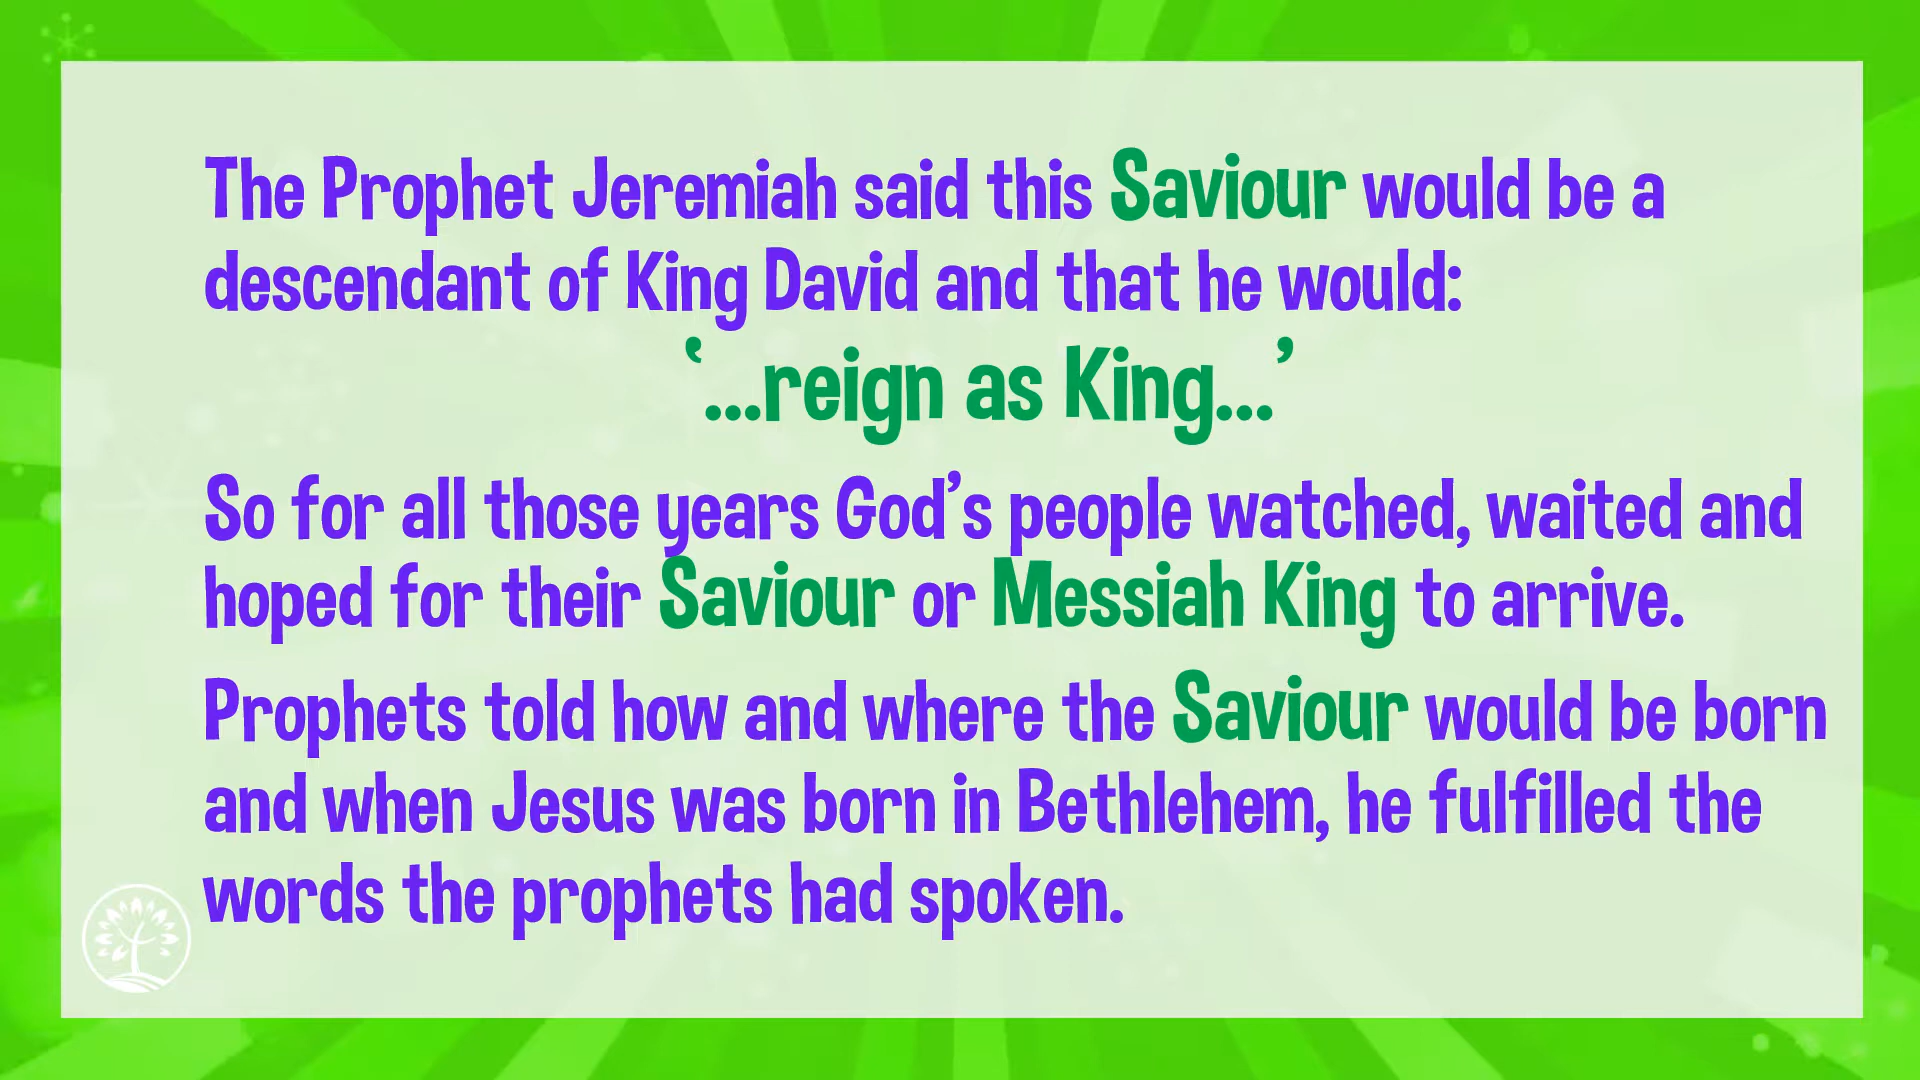 The Prophet Jeremiah said this Saviour would be a
descendant of King David and that he would:
‘...reign as King...’
So for all those years God’s people watched, waited and
hoped for their Saviour or Messiah King to arrive.
Prophets told how and where the Saviour would be born
and when Jesus was born in Bethlehem, he fulfilled the
words the prophets had spoken.